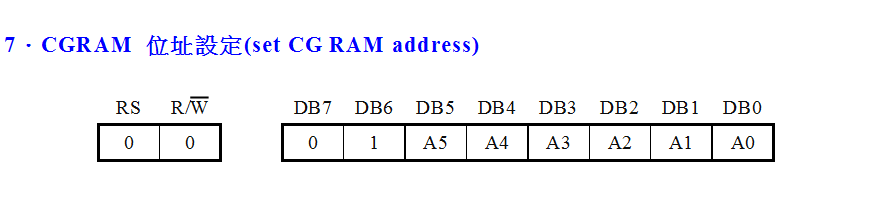 7．CGRAM 位址設定(set CG RAM address)
RS R/W̅ DB7 DB6 DB5 DB4 DB3 DB2 DB1 DB0
0 0 0 1 A5 A4 A3 A2 A1 A0